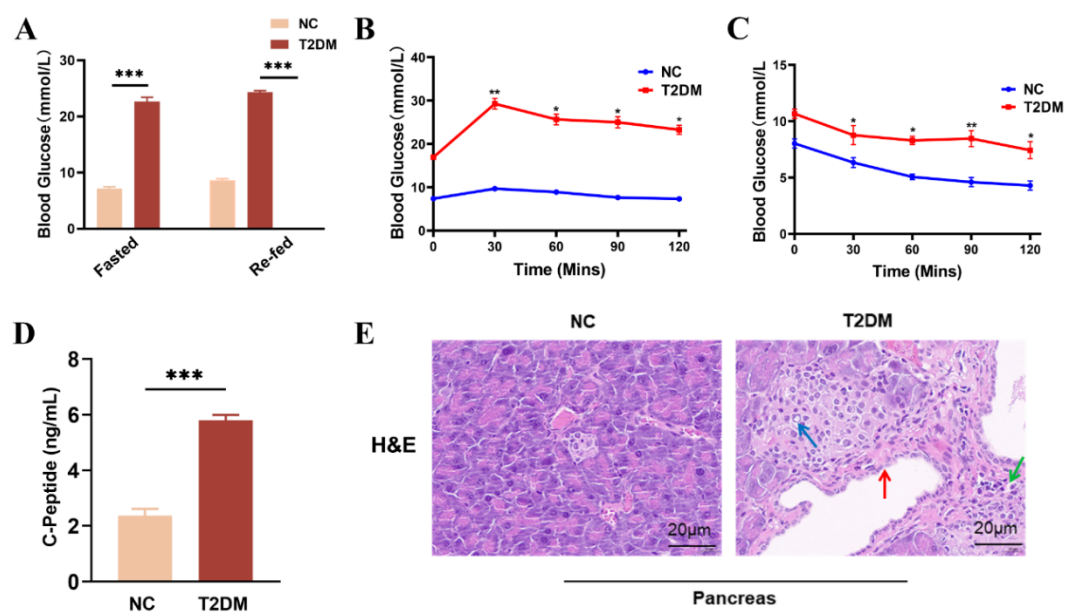 A
NC
T2DM
Blood Glucose (mmol/L)
30
20
10
0
***
***
Fasted
Re-fed
B
NC
T2DM
Blood Glucose (mmol/L)
40
30
20
10
0
**
*
*
*
0 30 60 90 120
Time (Mins)
C
NC
T2DM
Blood Glucose (mmol/L)
15
10
5
0
*
*
**
*
0 30 60 90 120
Time (Mins)
D
C-Peptide (ng/mL)
8
6
4
2
0
***
NC T2DM
E
NC T2DM
H&E
20μm
20μm
Pancreas